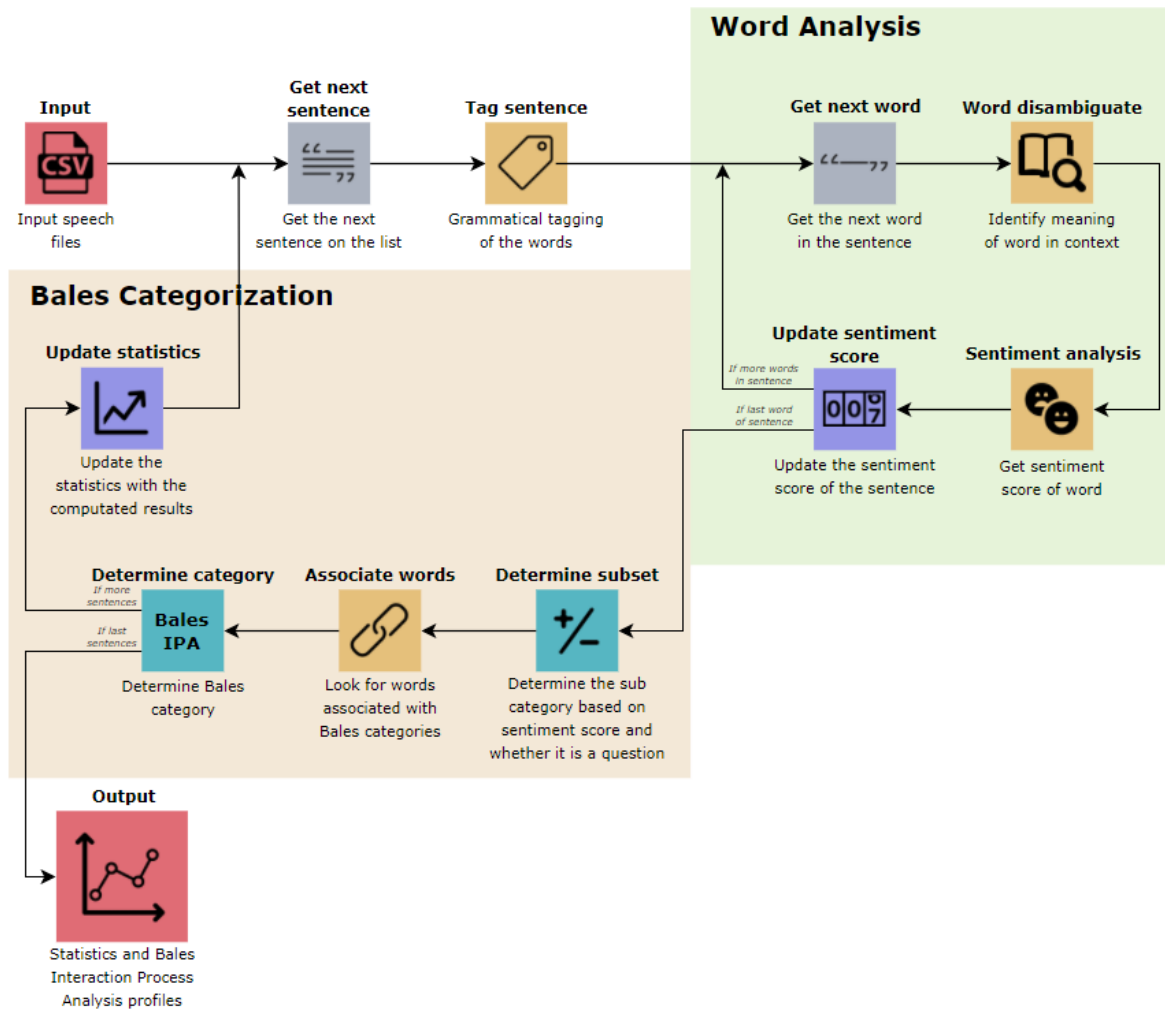 Word Analysis
Input
CSV
Input speech
files
Get next
sentence
Get the next
sentence on the list
Tag sentence
Grammatical tagging
of the words
Get next word
Get the next word
in the sentence
Word disambiguate
Identify meaning
of word in context
Bales Categorization
Update statistics
Update the
statistics with the
computated results
Update sentiment
score
If more words
in sentence
If last word
of sentence
007
Update the sentiment
score of the sentence
Sentiment analysis
Get sentiment
score of word
Determine category
If more
sentences
If last
sentences
Bales
IPA
Determine Bales
category
Associate words
Look for words
associated with
Bales categories
Determine subset
+/-
Determine the sub
category based on
sentiment score and
whether it is a question
Output
Statistics and Bales
Interaction Process
Analysis profiles